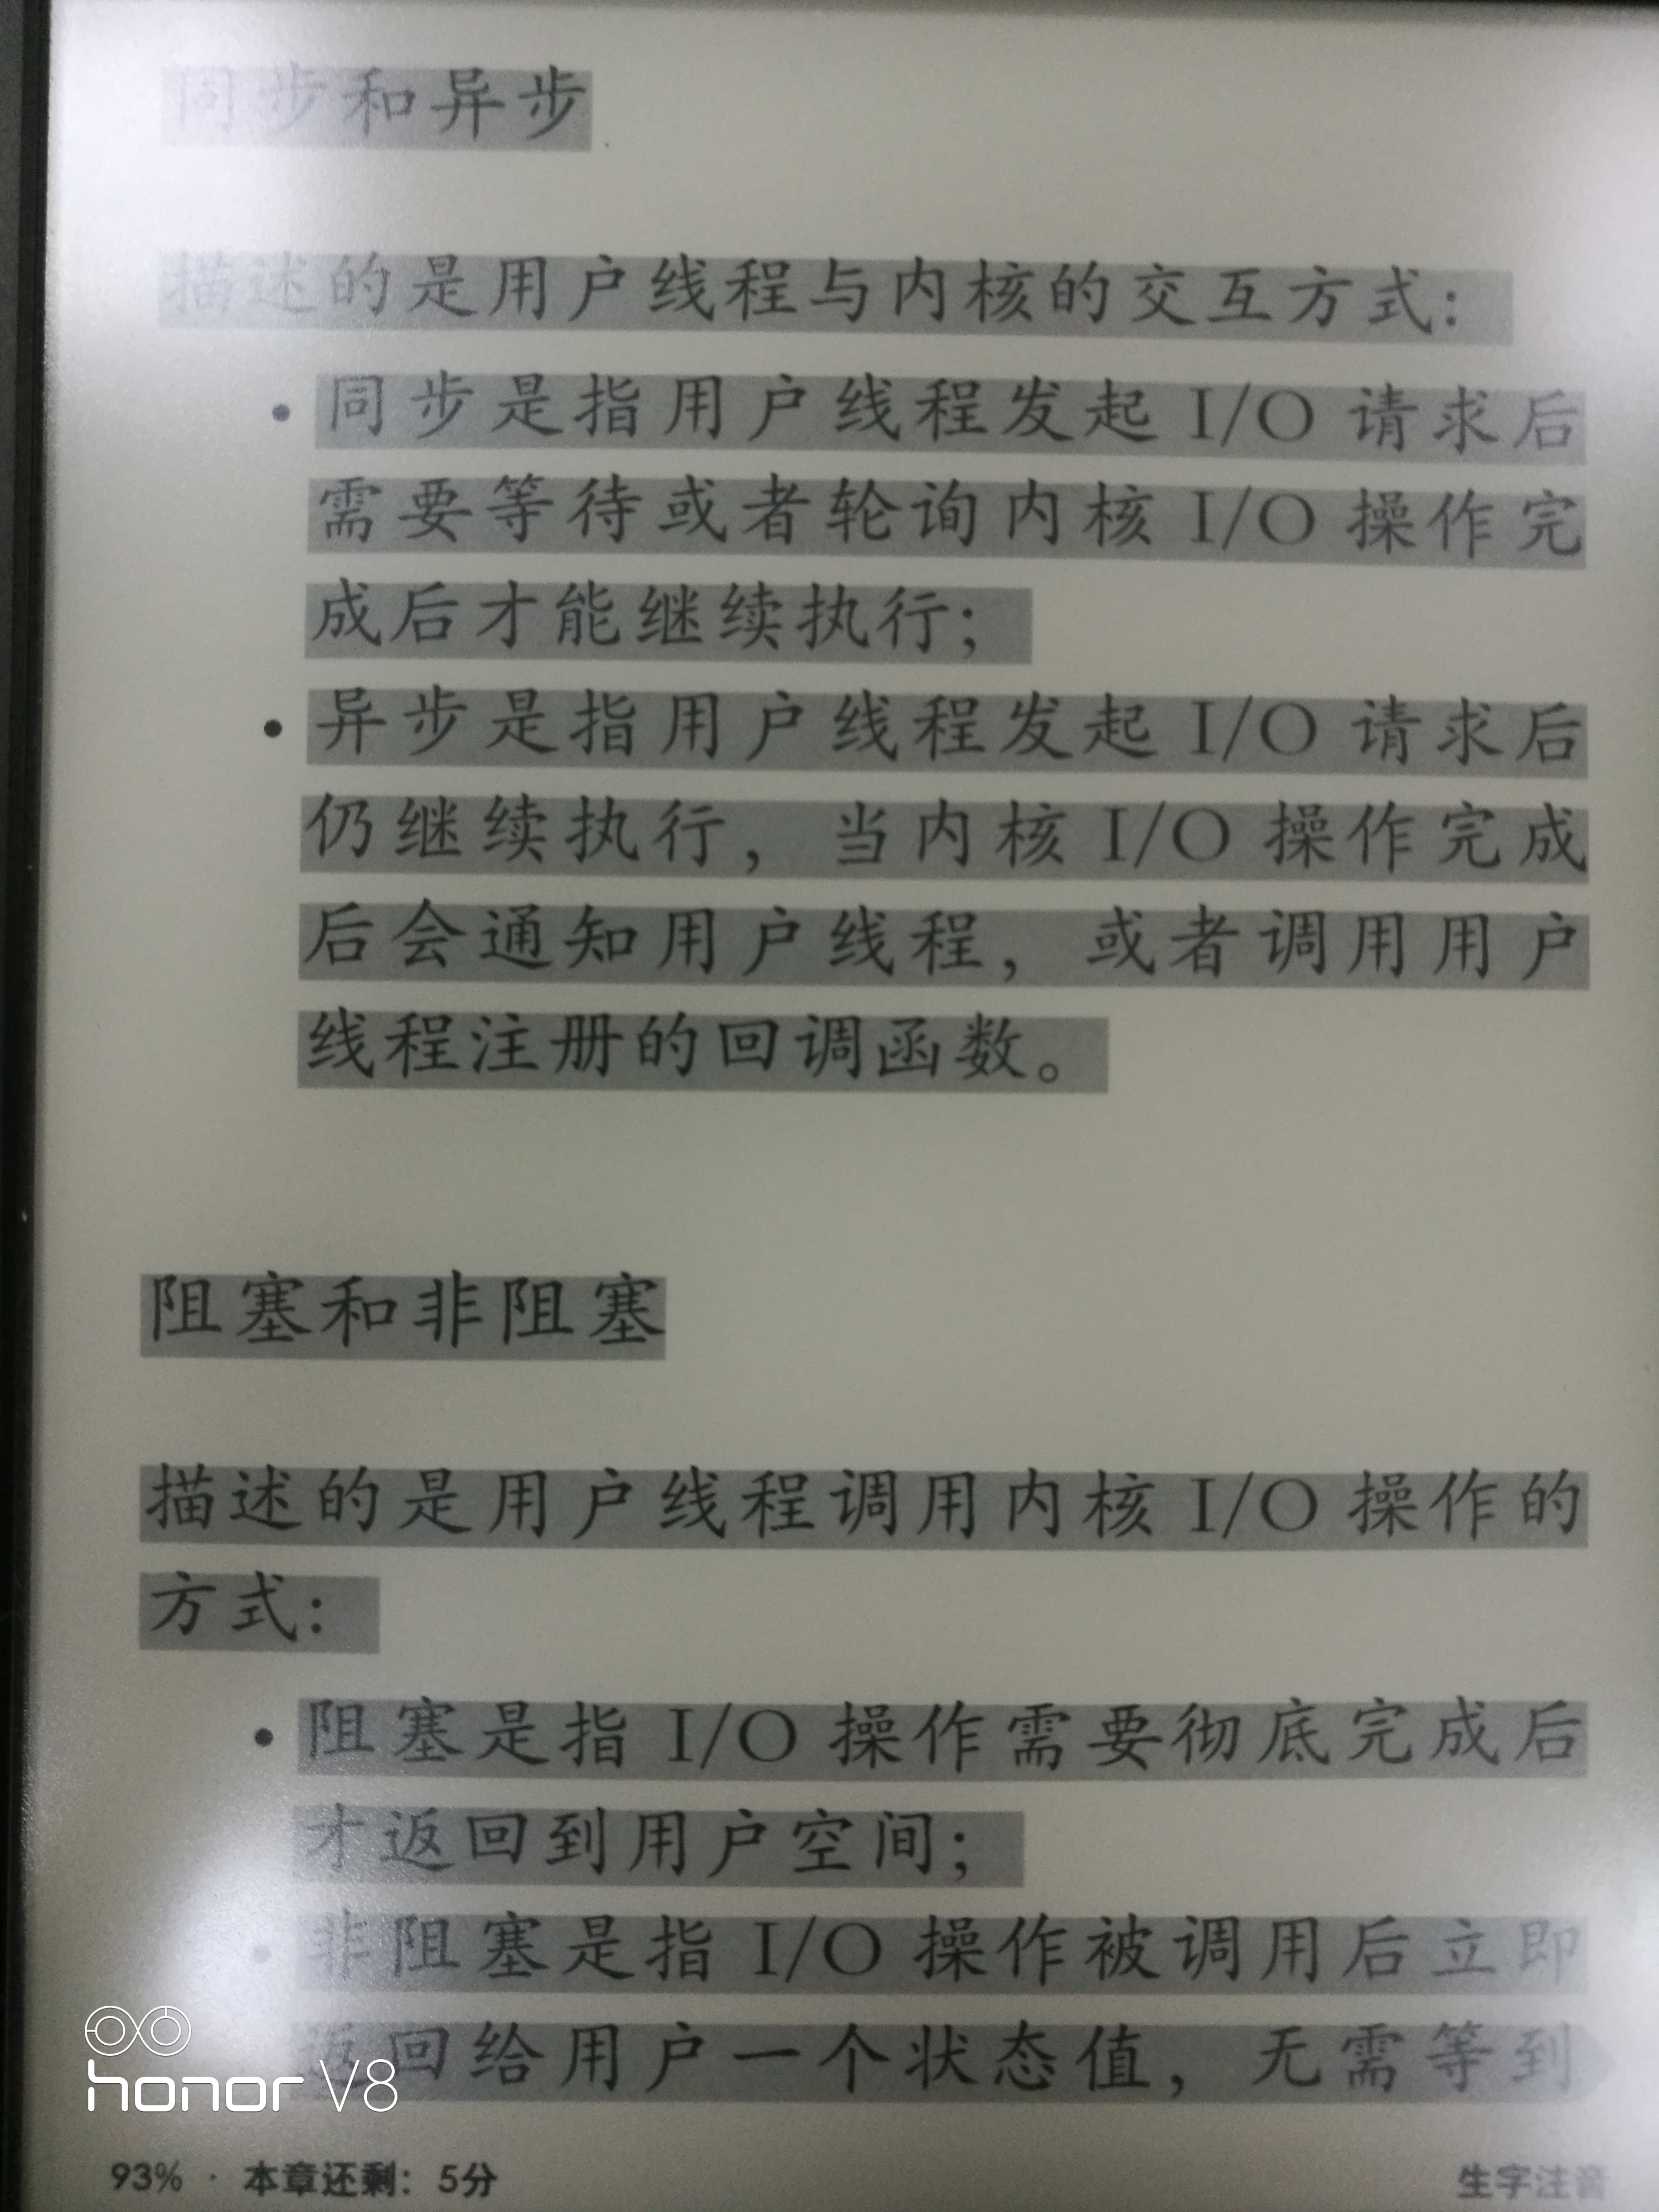 同步和异步
描述的是用户线程与内核的交互方式：
• 同步是指用户线程发起 I/O 请求后
需要等待或者轮询内核 I/O 操作完
成后才能继续执行；
• 异步是指用户线程发起 I/O 请求后
仍继续执行，当内核 I/O 操作完成
后会通知用户线程，或者调用用户
线程注册的回调函数。
阻塞和非阻塞
描述的是用户线程调用内核 I/O 操作的
方式：
• 阻塞是指 I/O 操作需要彻底完成后
才返回到用户空间；
• 非阻塞是指 I/O 操作被调用后立即
返回给用户一个状态值，无需等到
honor V8
93% · 本章还剩：5分
生字注音